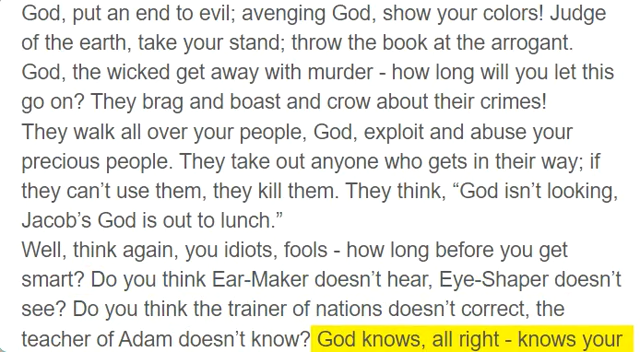 God, put an end to evil; avenging God, show your colors! Judge
of the earth, take your stand; throw the book at the arrogant.
God, the wicked get away with murder - how long will you let this
go on? They brag and boast and crow about their crimes!
They walk all over your people, God, exploit and abuse your
precious people. They take out anyone who gets in their way; if
they can’t use them, they kill them. They think, “God isn’t looking,
Jacob’s God is out to lunch.”
Well, think again, you idiots, fools - how long before you get
smart? Do you think Ear-Maker doesn’t hear, Eye-Shaper doesn’t
see? Do you think the trainer of nations doesn’t correct, the
teacher of Adam doesn’t know? God knows, all right - knows your